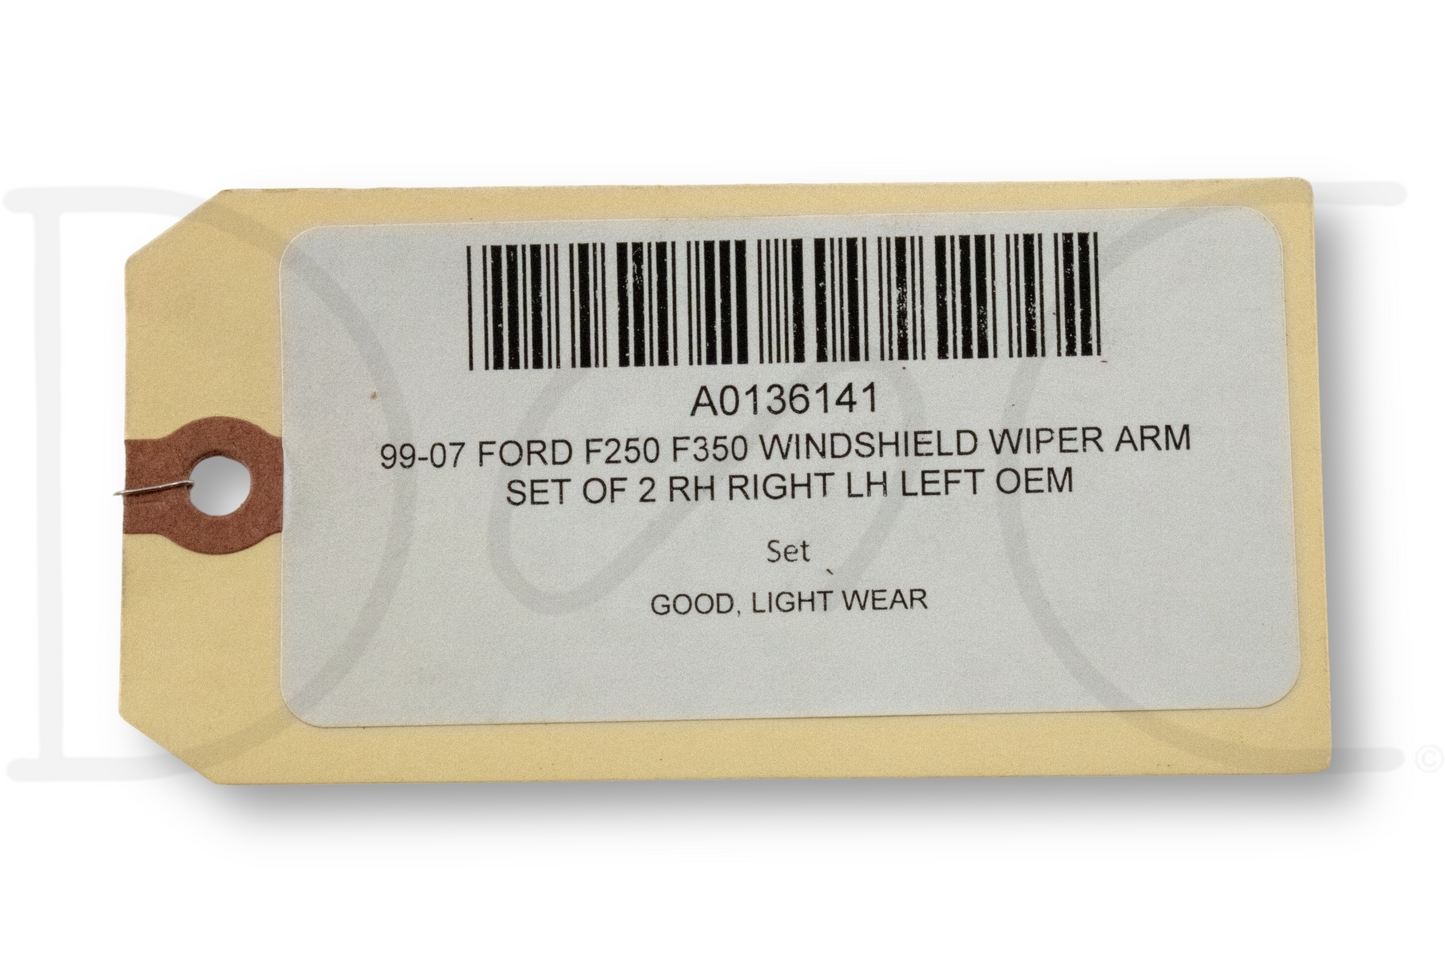 A0136141
99-07 FORD F250 F350 WINDSHIELD WIPER ARM
SET OF 2 RH RIGHT LH LEFT OEM
Set
GOOD, LIGHT WEAR
©